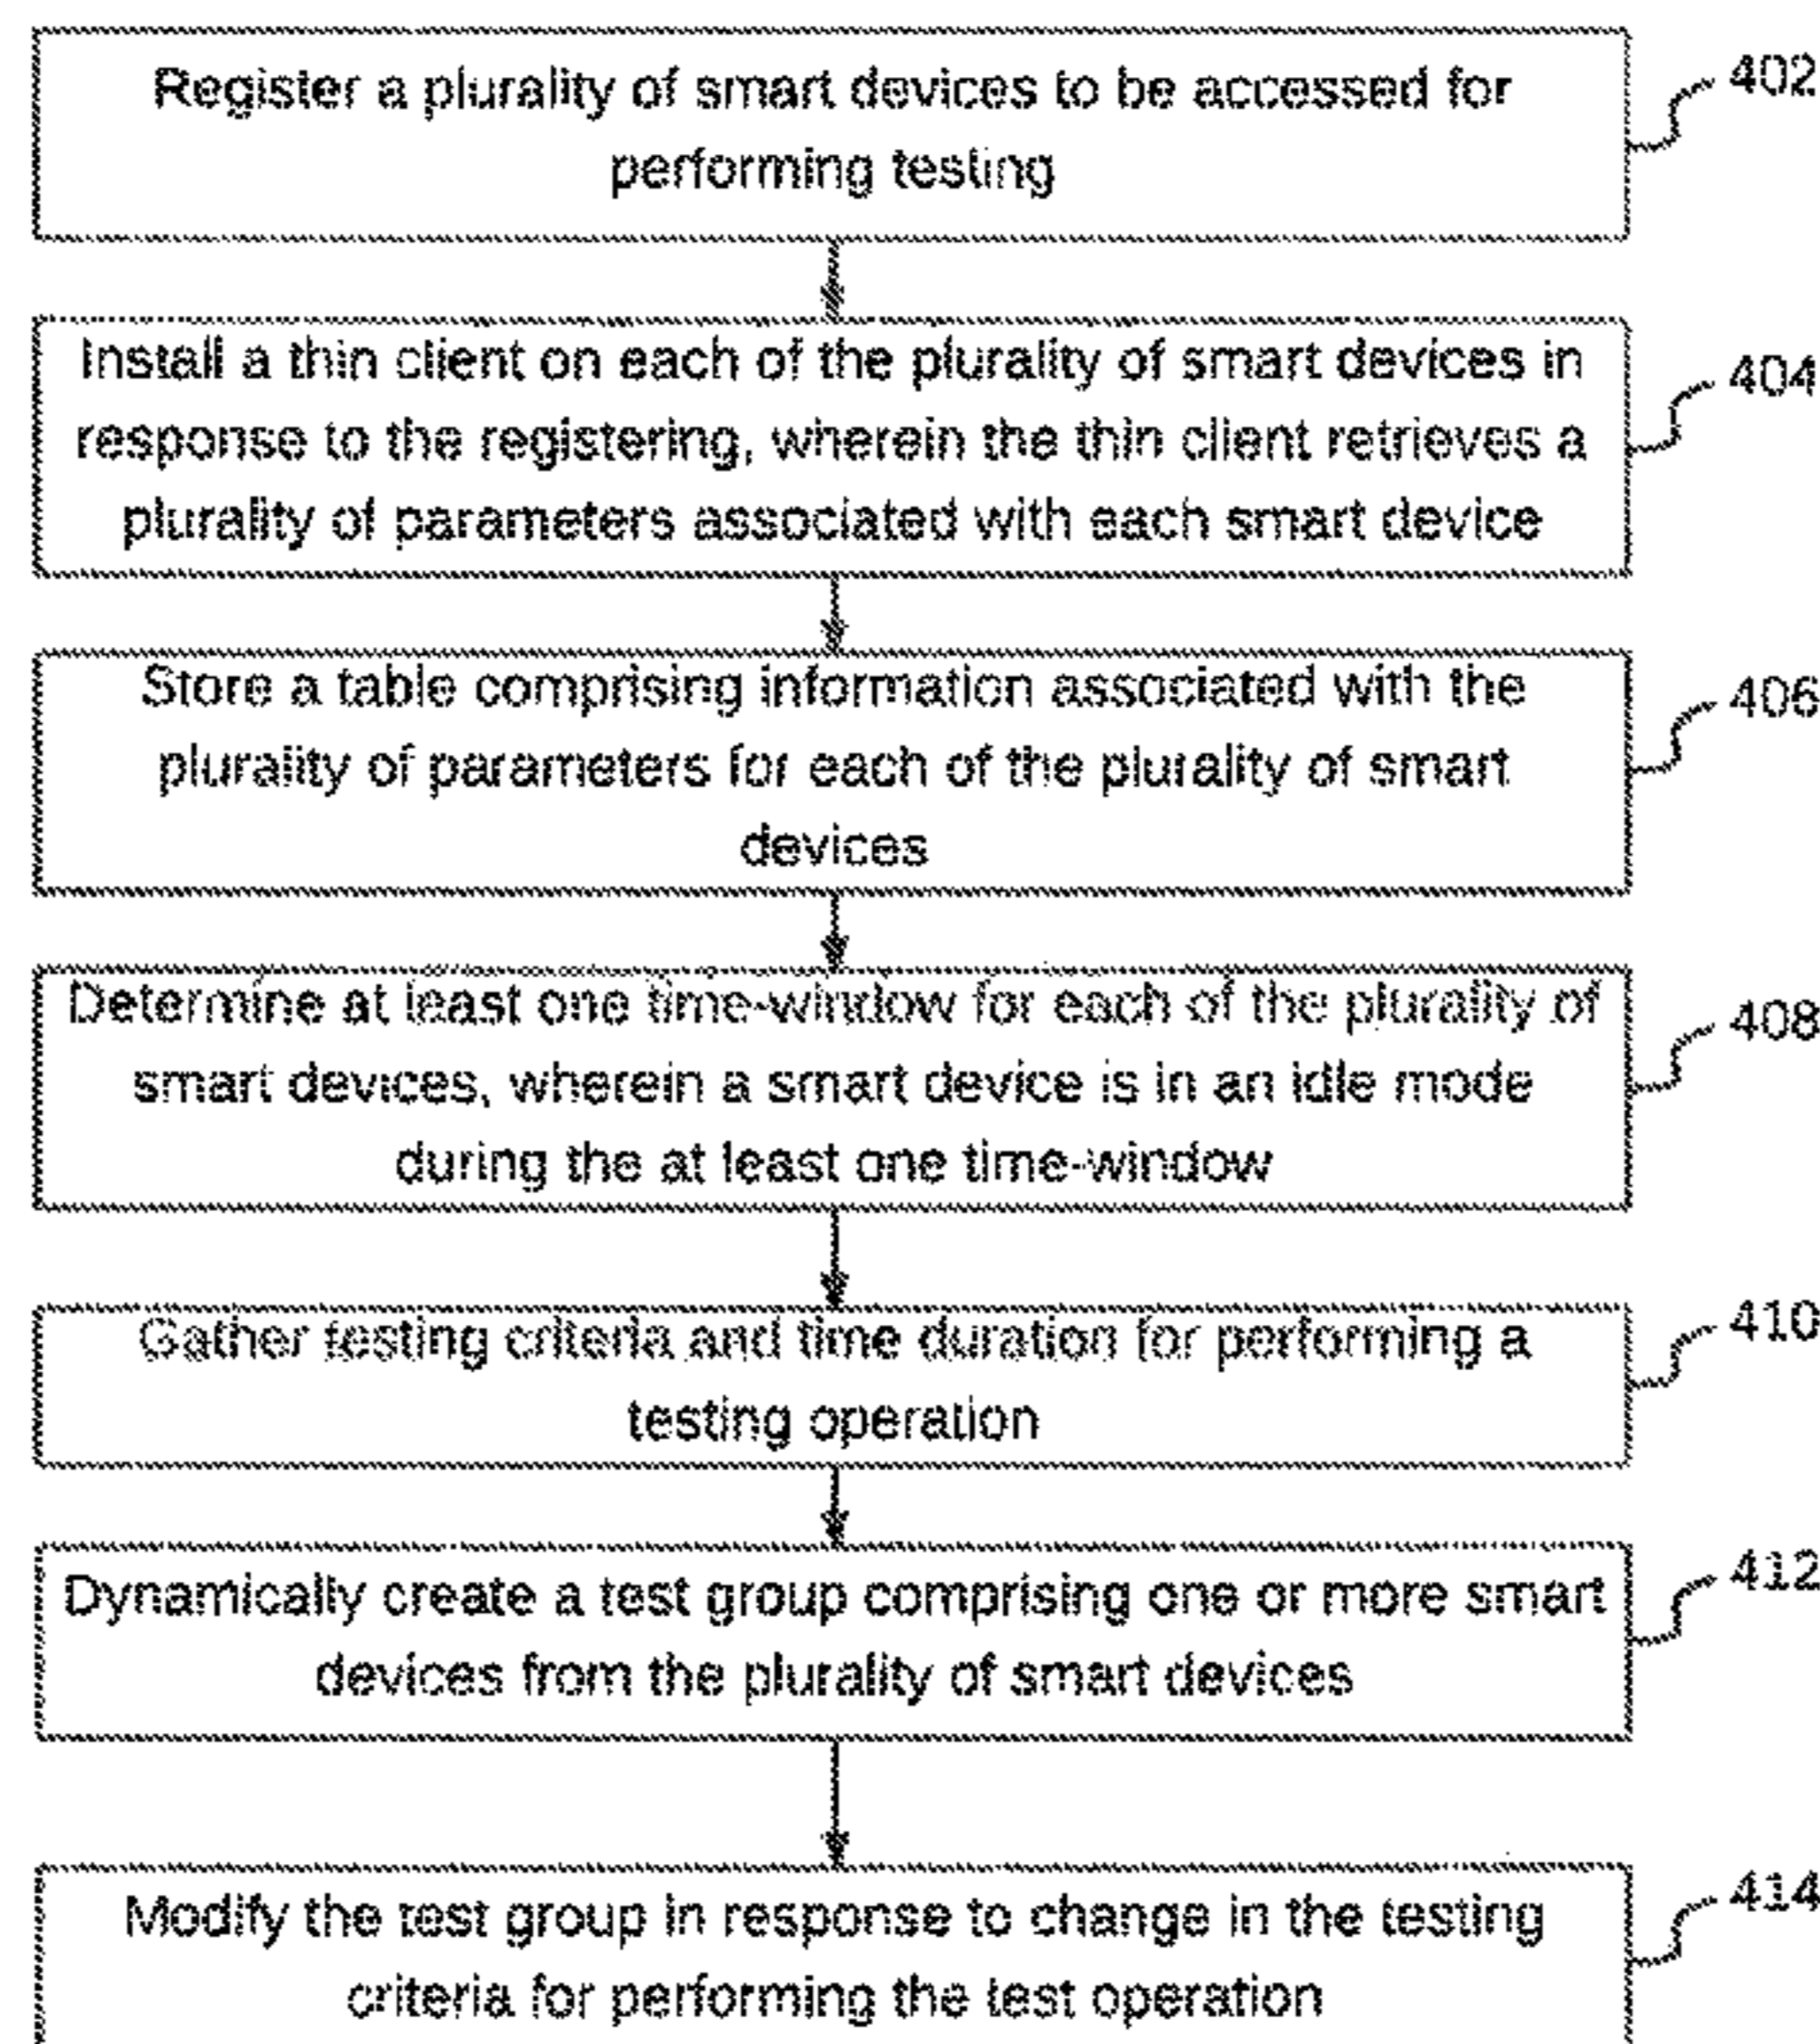 Register a plurality of smart devices to be accessed for
performing testing
402
Install a thin client on each of the plurality of smart devices in
response to the registering, wherein the thin client retrieves a
plurality of parameters associated with each smart device
404
Store a table comprising information associated with the
plurality of parameters for each of the plurality of smart
devices
406
Determine at least one time-window for each of the plurality of
smart devices, wherein a smart device is in an idle mode
during the at least one time-window
408
Gather testing criteria and time duration for performing a
testing operation
410
Dynamically create a test group comprising one or more smart
devices from the plurality of smart devices
412
Modify the test group in response to change in the testing
criteria for performing the test operation
414